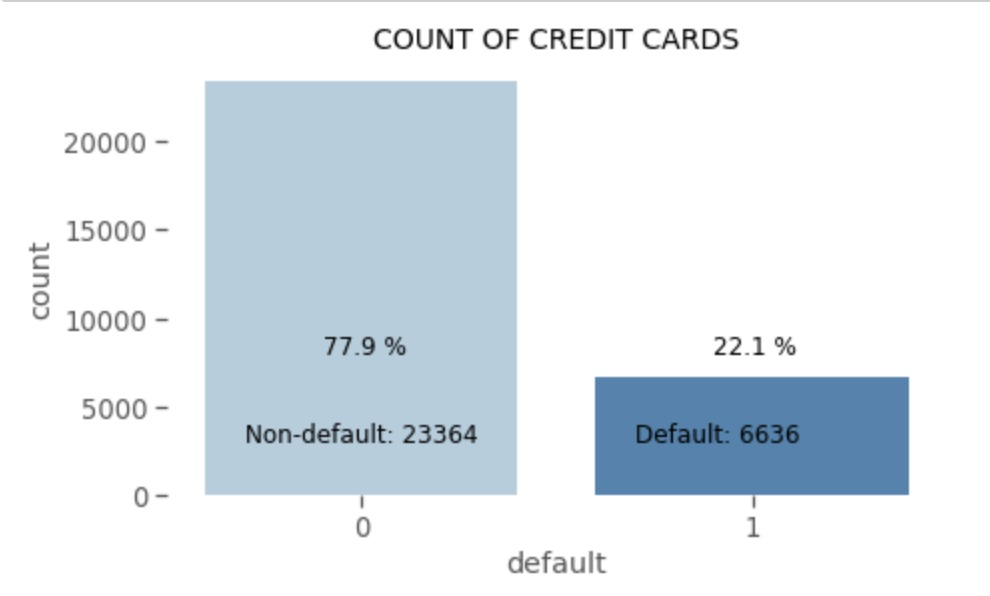 COUNT OF CREDIT CARDS
20000
15000
10000
5000
0
count
77.9 %
22.1 %
Non-default: 23364
Default: 6636
0
1
default